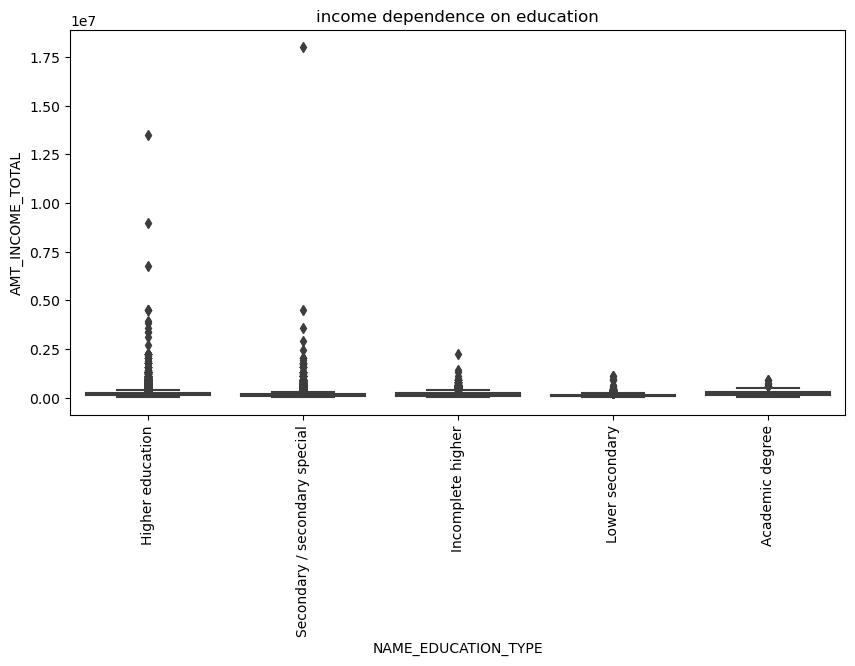 income dependence on education
1e7
1.75
1.50
1.25
1.00
0.75
0.50
0.25
0.00
AMT_INCOME_TOTAL
Higher education
Secondary / secondary special
Incomplete higher
Lower secondary
Academic degree
NAME_EDUCATION_TYPE